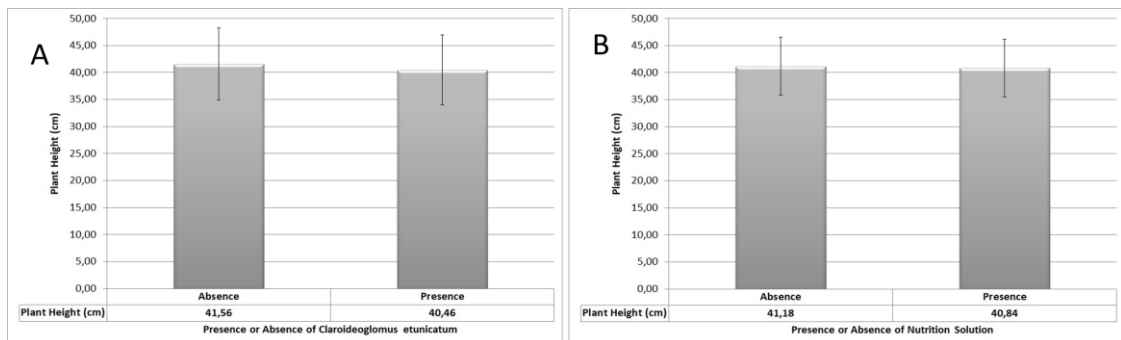 A
50,00
45,00
40,00
35,00
30,00
25,00
20,00
15,00
10,00
5,00
0,00
Plant Height (cm)
Absence Presence
Plant Height (cm) 41,56 40,46
Presence or Absence of Claroideoglomus etunicatum
B
50,00
45,00
40,00
35,00
30,00
25,00
20,00
15,00
10,00
5,00
0,00
Plant Height (cm)
Absence Presence
Plant Height (cm) 41,18 40,84
Presence or Absence of Nutrition Solution